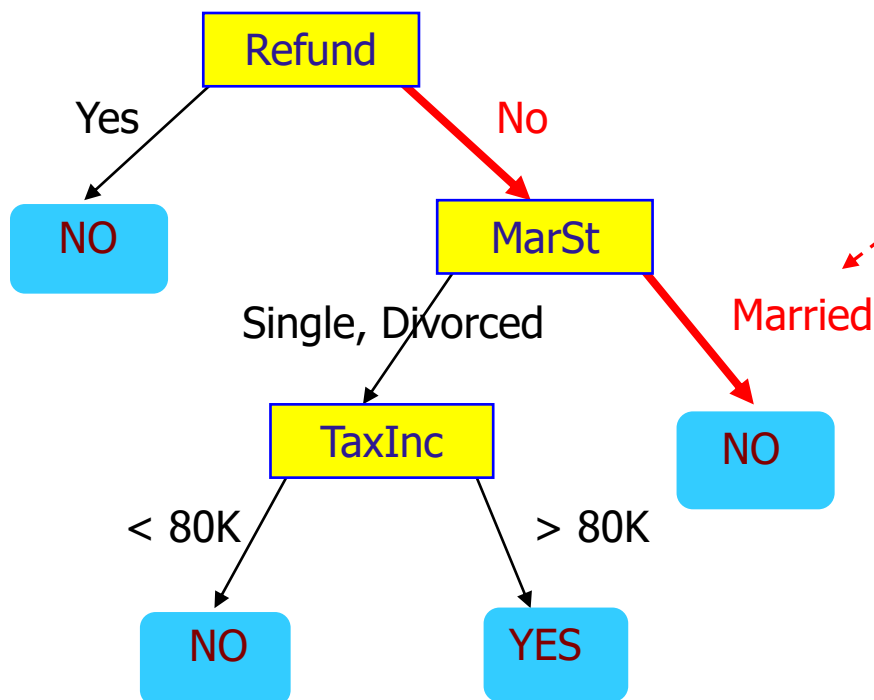 Refund
Yes
No
NO
MarSt
Single, Divorced
Married
TaxInc
NO
< 80K
> 80K
NO
YES